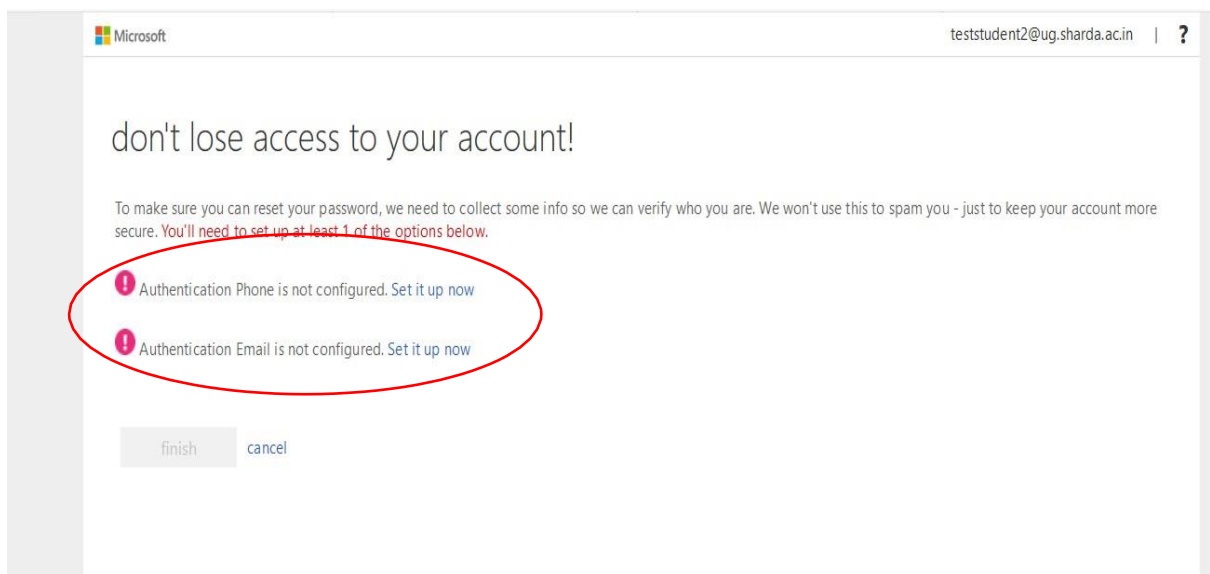 Microsoft
teststudent2@ug.sharda.ac.in | ?
don't lose access to your account!
To make sure you can reset your password, we need to collect some info so we can verify who you are. We won't use this to spam you - just to keep your account more
secure. You'll need to set up at least 1 of the options below.
! Authentication Phone is not configured. Set it up now
! Authentication Email is not configured. Set it up now
finish cancel